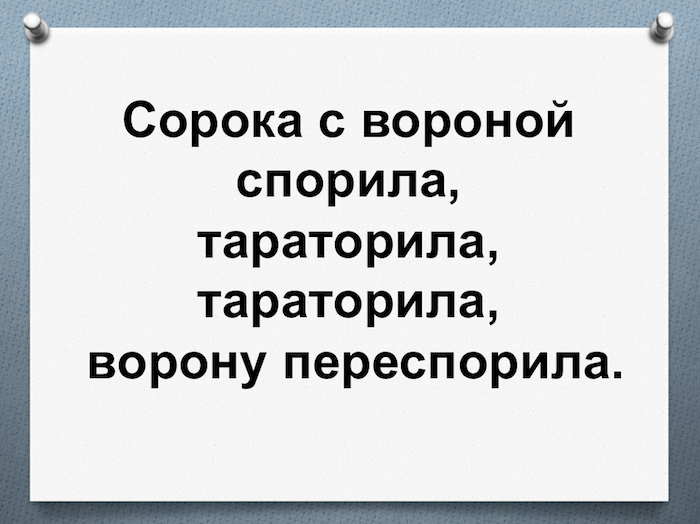 Сорока с вороной
спорила,
тараторила,
тараторила,
ворону переспорила.